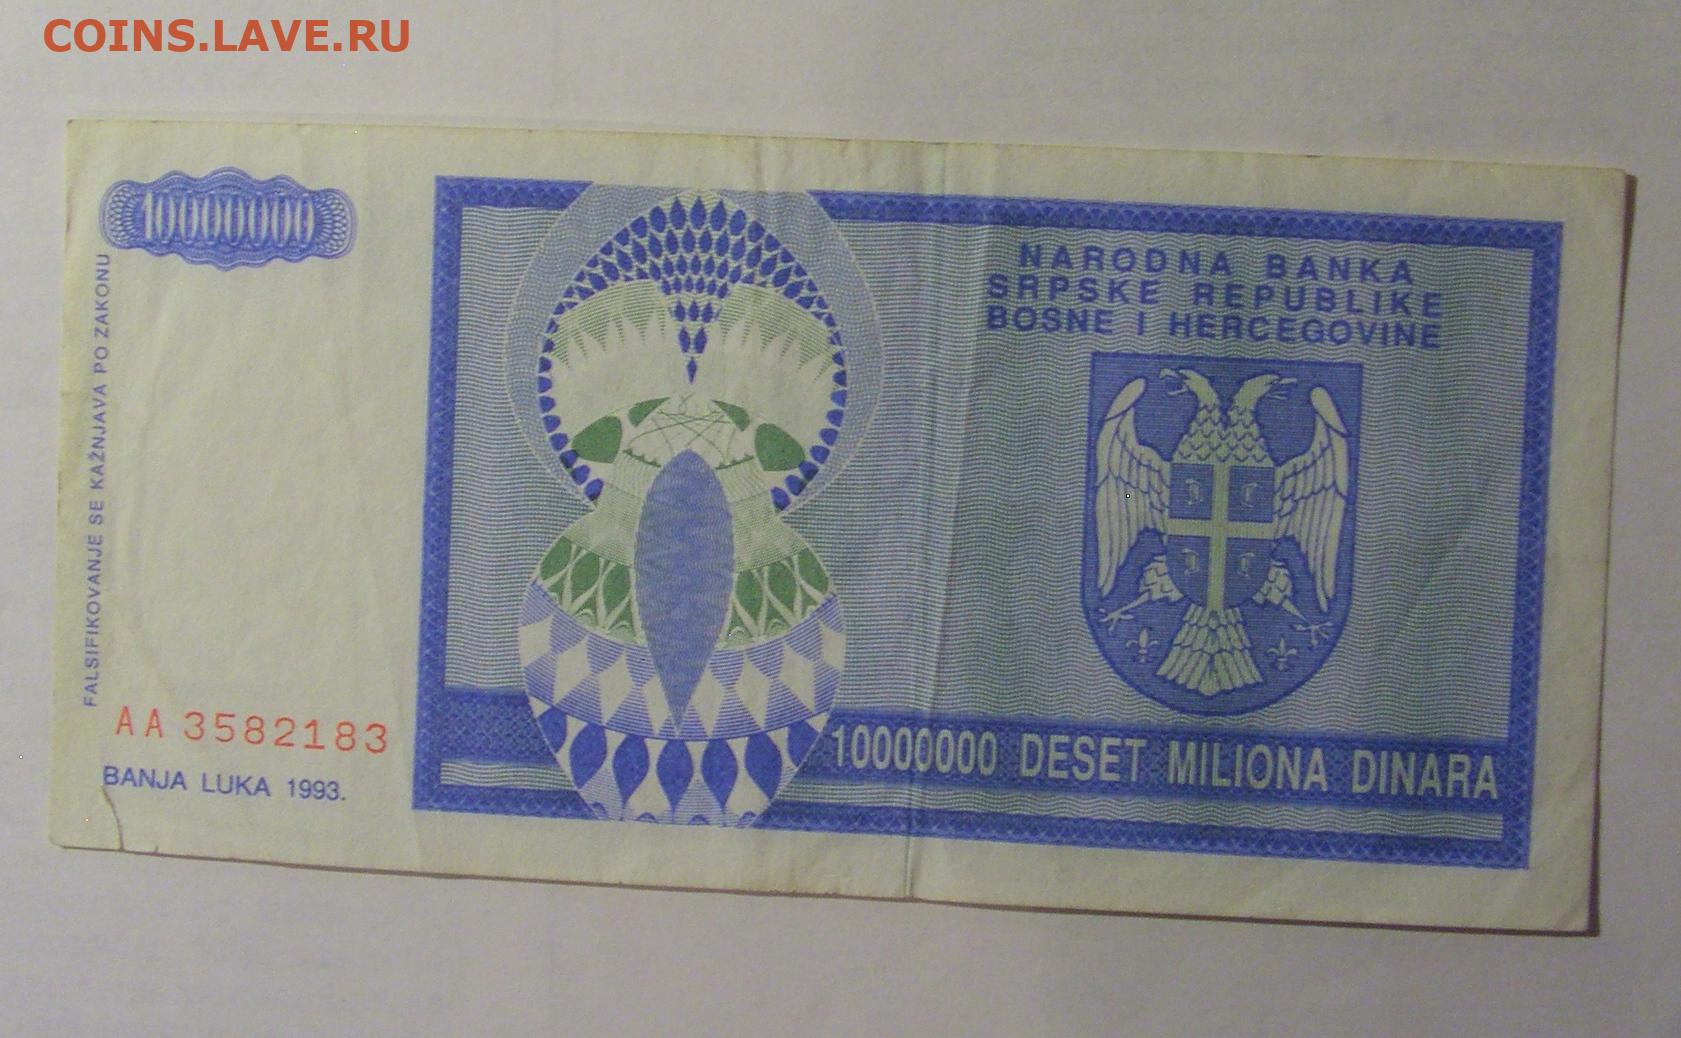 COINS.LAVE.RU
10000000
FALSIFIKOVANJE SE KAŽNJAVA PO ZAKONU
NARODNA BANKA
SRPSKE REPUBLIKE
BOSNE I HERCEGOVINE
AA 3582183
BANJA LUKA 1993.
10000000 DESET MILIONA DINARA